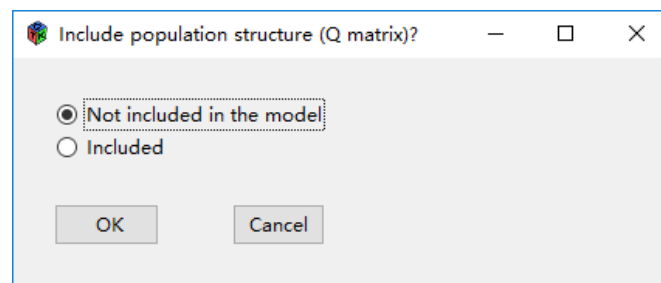 Include population structure (Q matrix)?
Not included in the model
Included
OK Cancel